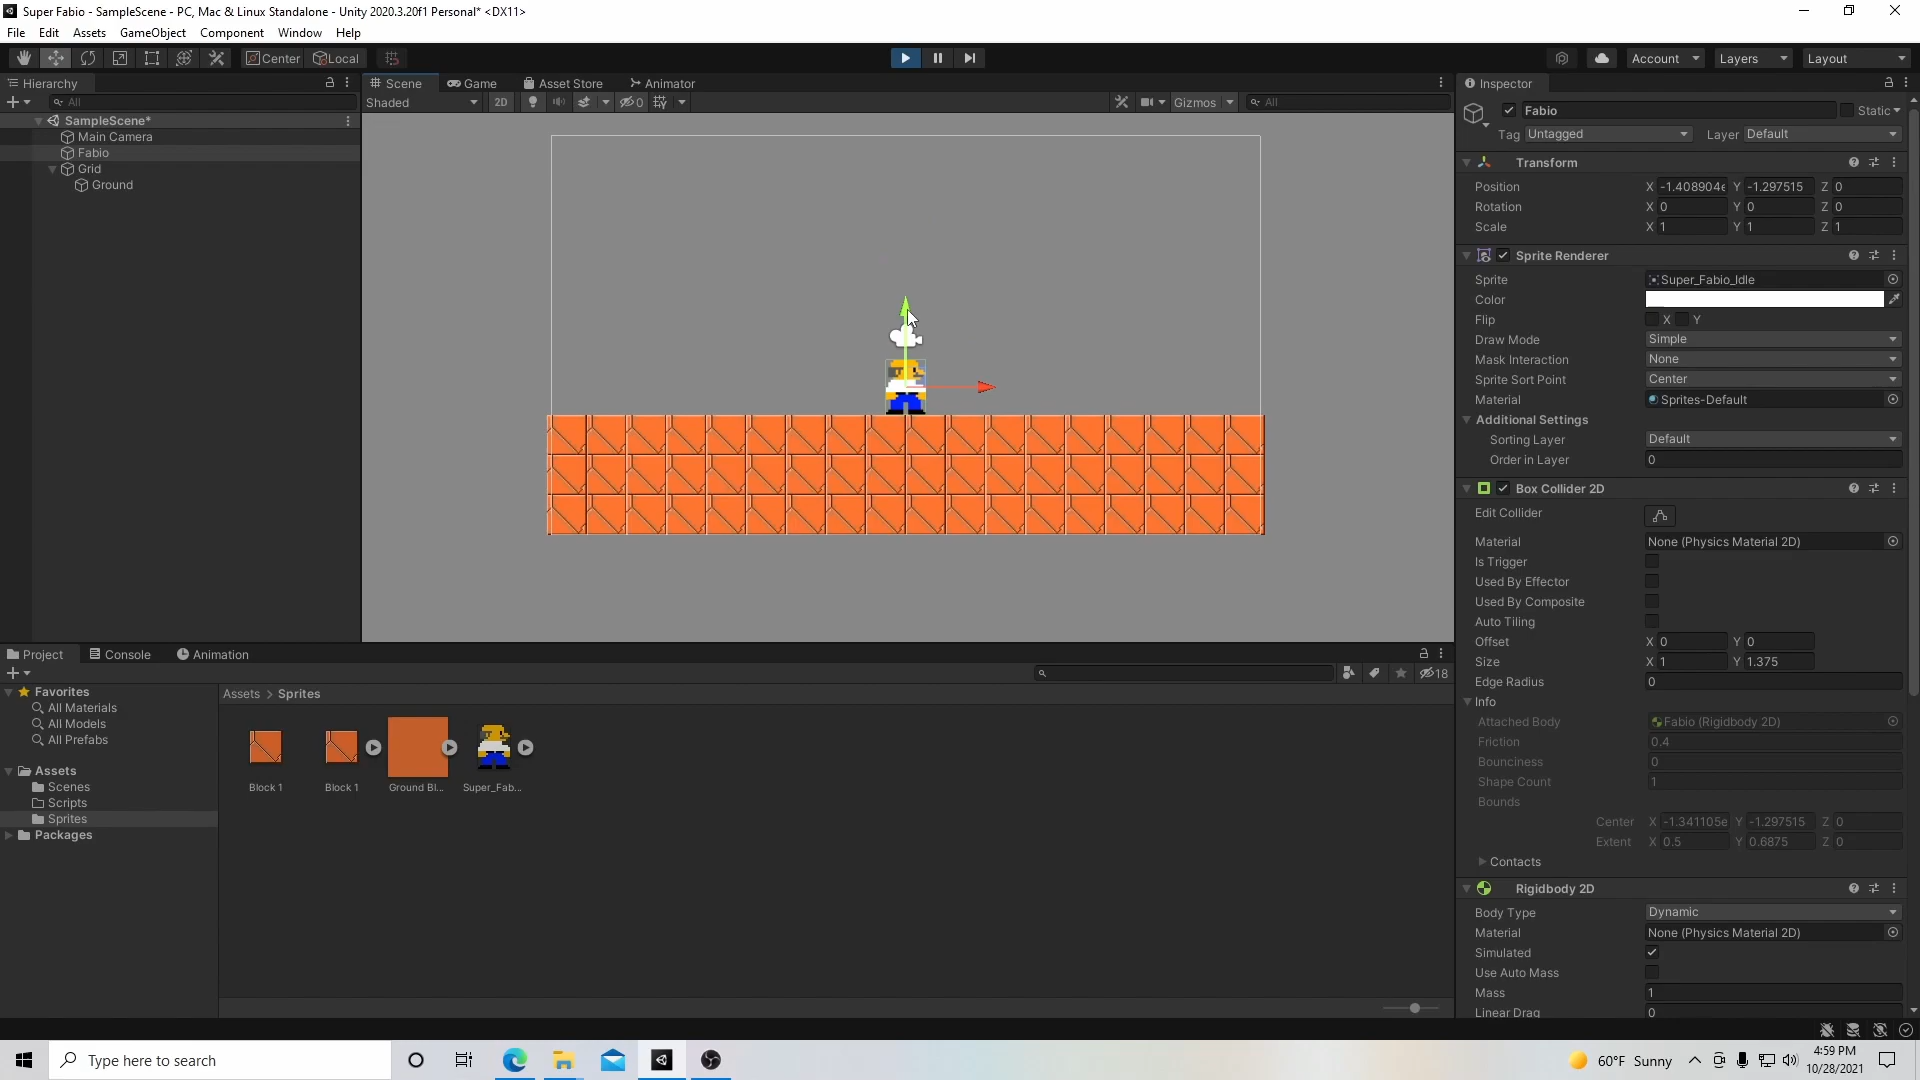 Super Fabio - SampleScene - PC, Mac & Linux Standalone - Unity 2020.3.20f1 Personal* <DX11>
File Edit Assets GameObject Component Window Help
Center Local Account Layers Layout
Hierarchy Scene Game Asset Store Animator Inspector
All Shaded 2D 0 Gizmos All
SampleScene*
Main Camera
Fabio
Grid
Ground
Fabio Static
Tag Untagged Layer Default
Transform
Position X -1.408904e Y -1.297515 Z 0
Rotation X 0 Y 0 Z 0
Scale X 1 Y 1 Z 1
Sprite Renderer
Sprite Super_Fabio_Idle
Color
Flip X Y
Draw Mode Simple
Mask Interaction None
Sprite Sort Point Center
Material Sprites-Default
Additional Settings
Sorting Layer Default
Order in Layer 0
Box Collider 2D
Edit Collider
Material None (Physics Material 2D)
Is Trigger
Used By Effector
Used By Composite
Auto Tiling
Offset X 0 Y 0
Size X 1 Y 1.375
Edge Radius 0
Info
Attached Body Fabio (Rigidbody 2D)
Friction 0.4
Bounciness 0
Shape Count 1
Bounds
Center X -1.341105e Y -1.297515 Z 0
Extent X 0.5 Y 0.6875 Z 0
Contacts
Rigidbody 2D
Body Type Dynamic
Material None (Physics Material 2D)
Simulated
Use Auto Mass
Mass 1
Linear Drag 0
Project Console Animation
18
Favorites
All Materials
All Models
All Prefabs
Assets
Scenes
Scripts
Sprites
Packages
Assets > Sprites
Block 1 Block 1 Ground Bl... Super_Fab...
Type here to search
60°F Sunny
4:59 PM
10/28/2021